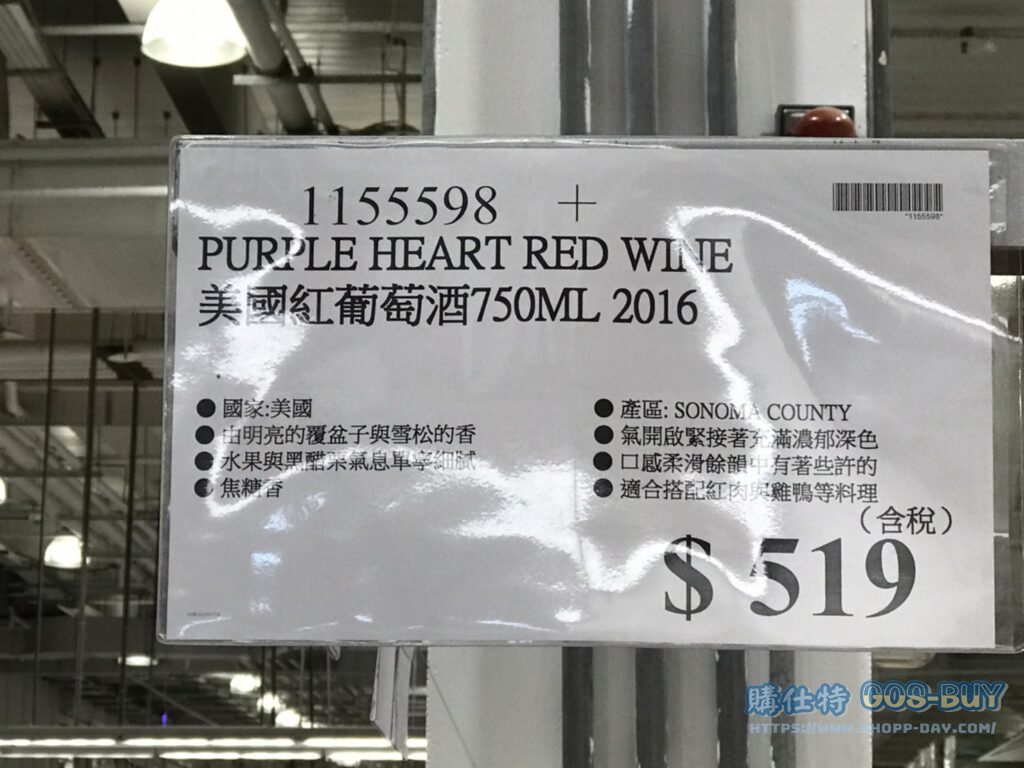 1155598 +
"1155598"
PURPLE HEART RED WINE
美國紅葡萄酒750ML 2016
●國家:美國
●產區: SONOMA COUNTY
●由明亮的覆盆子與雪松的香
●氣開啟緊接著充滿濃郁深色
●水果與黑醋栗氣息單寧細膩
●口感柔滑餘韻中有著些許的
●焦糖香
●適合搭配紅肉與雞鴨等料理
(含稅)
$ 519
購仕特 GOS-BUY
HTTPS://WWW.SHOPP-DAY.COM/